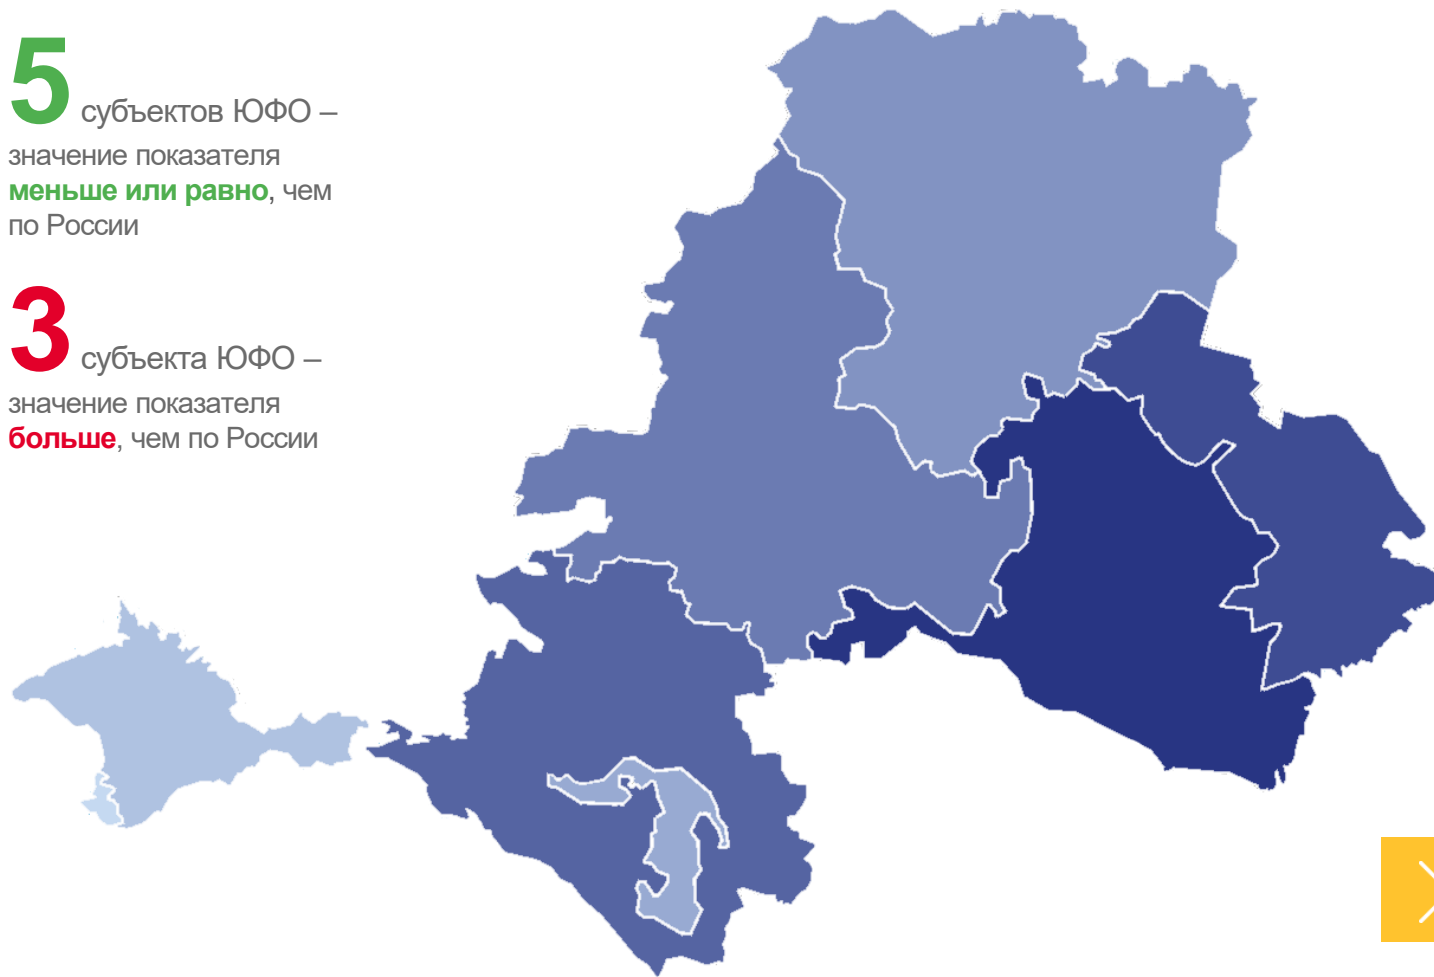 5 субъектов ЮФО –
значение показателя
меньше или равно, чем
по России
3 субъекта ЮФО –
значение показателя
больше, чем по России